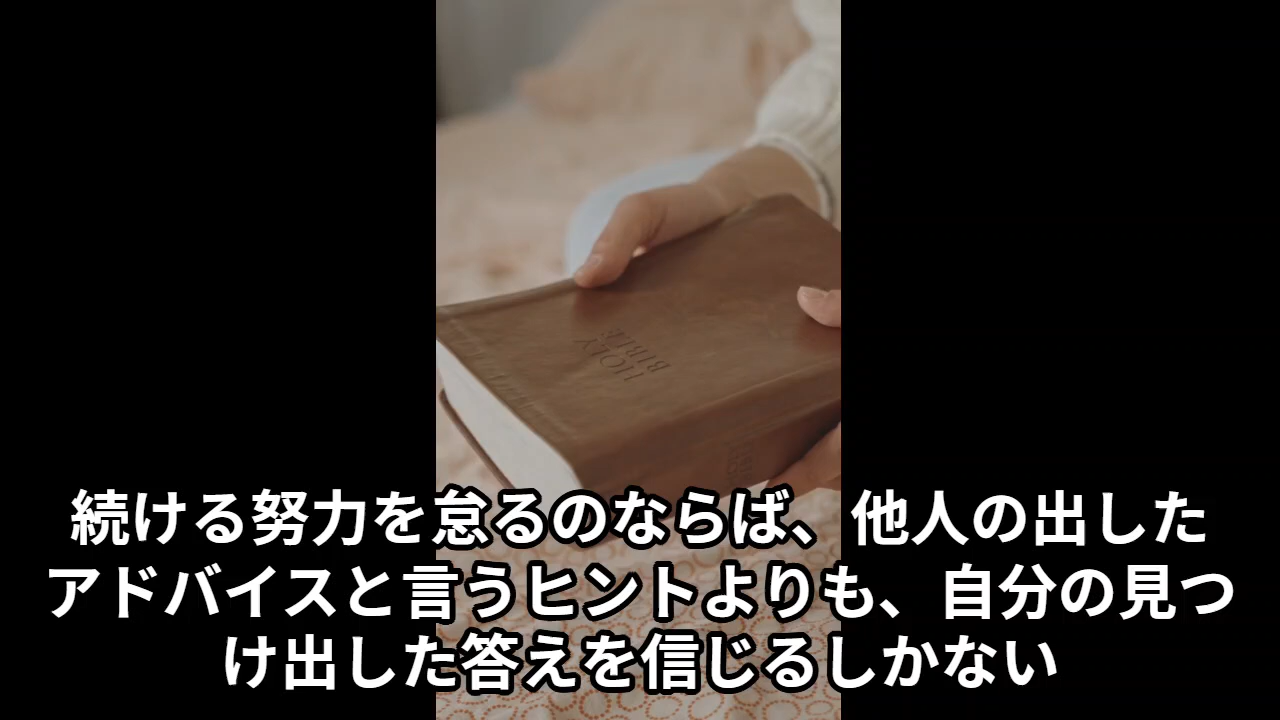 HOLY
BIBLE
続ける努力を怠るのならば、他人の出した
アドバイスと言うヒントよりも、自分の見つ
け出した答えを信じるしかない